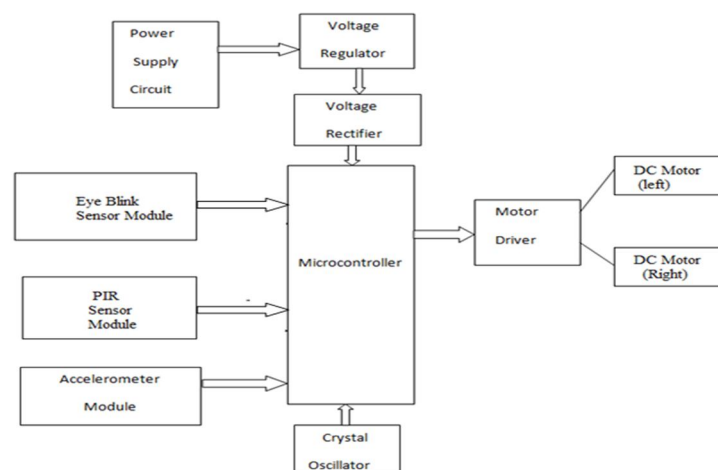 Power
Supply
Circuit
Voltage
Regulator
Voltage
Rectifier
Eye Blink
Sensor Module
PIR
Sensor
Module
Accelerometer
Module
Microcontroller
Crystal
Oscillator
Motor
Driver
DC Motor
(left)
DC Motor
(Right)